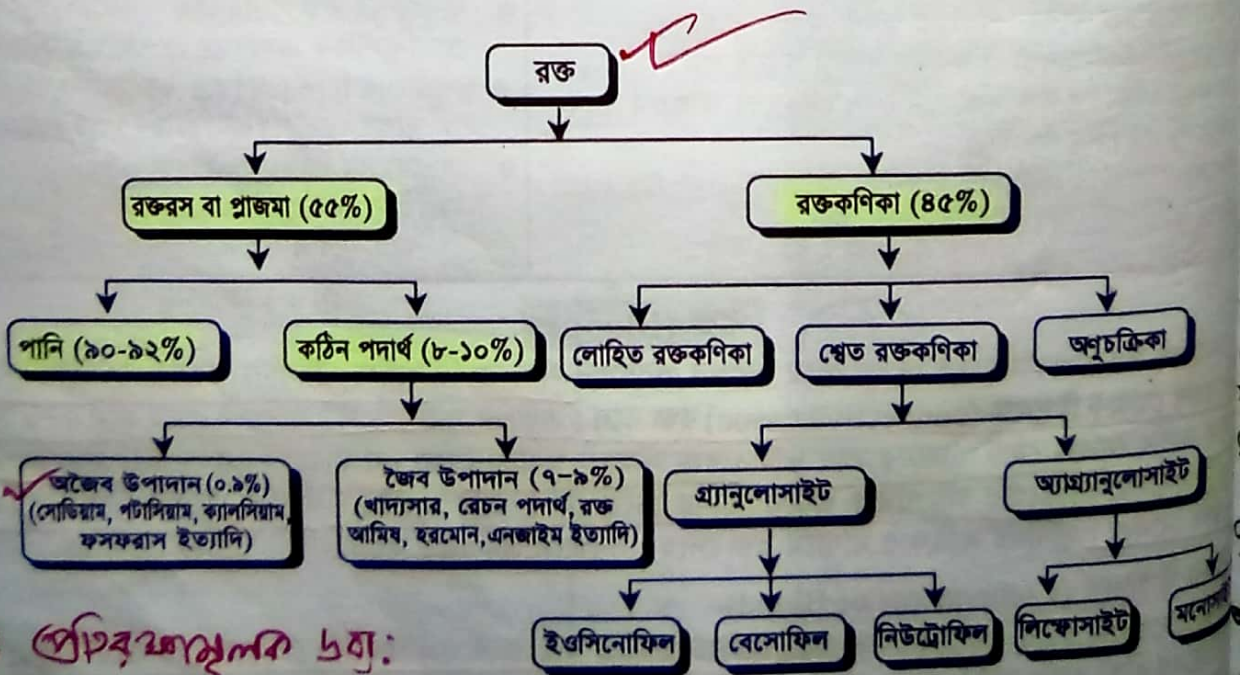 রক্ত
রক্তরস বা প্লাজমা (৫৫%)
রক্তকণিকা (৪৫%)
পানি (৯০-৯২%)
কঠিন পদার্থ (৮-১০%)
লোহিত রক্তকণিকা
শ্বেত রক্তকণিকা
অণুচক্রিকা
অজৈব উপাদান (০.৯%)
(সোডিয়াম, পটাসিয়াম, ক্যালসিয়াম,
ফসফরাস ইত্যাদি)
জৈব উপাদান (৭-৯%)
(খাদ্যসার, রেচন পদার্থ, রক্ত
আমিষ, হরমোন, এনজাইম ইত্যাদি)
গ্র্যানুলোসাইট
অ্যাগ্র্যানুলোসাইট
ইওসিনোফিল
বেসোফিল
নিউট্রোফিল
লিম্ফোসাইট
প্রতিরক্ষামূলক দ্রব্য: